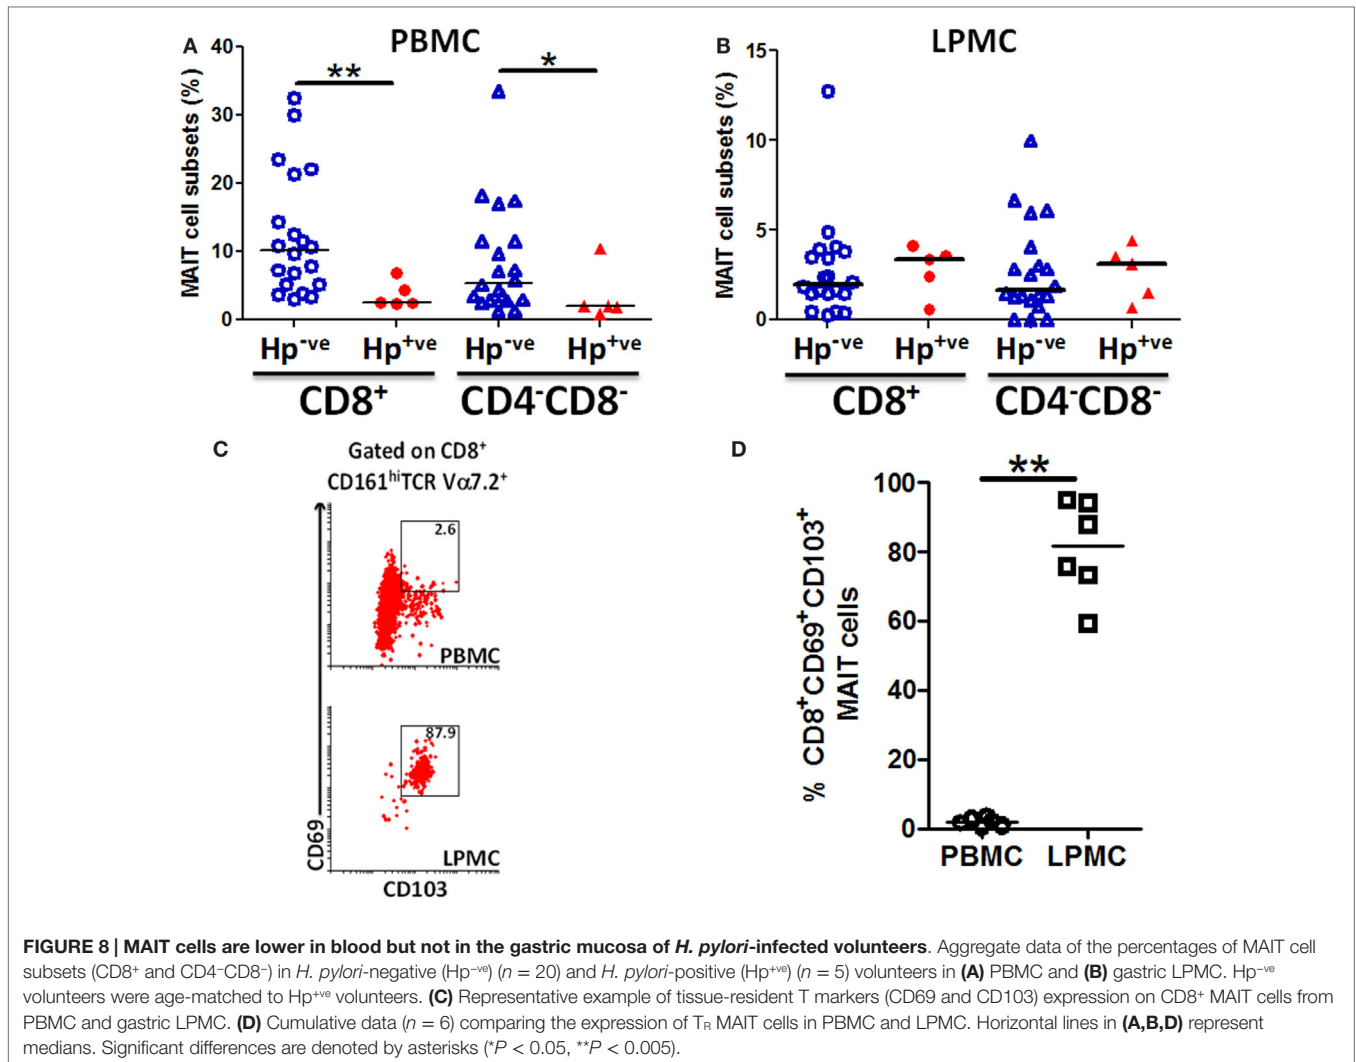 A
PBMC
40
30
20
10
0
MAIT cell subsets (%)
**
*
Hp-ve Hp+ve Hp-ve Hp+ve
CD8+ CD4-CD8-
B
LPMC
15
10
5
0
MAIT cell subsets (%)
Hp-ve Hp+ve Hp-ve Hp+ve
CD8+ CD4-CD8-
C
Gated on CD8+
CD161hiTCR Vα7.2+
2.6
PBMC
87.9
LPMC
CD69
CD103
D
**
100
80
60
40
20
0
% CD8+CD69+CD103+
MAIT cells
PBMC LPMC
FIGURE 8 | MAIT cells are lower in blood but not in the gastric mucosa of H. pylori-infected volunteers. Aggregate data of the percentages of MAIT cell
subsets (CD8+ and CD4−CD8−) in H. pylori-negative (Hp−ve) (n = 20) and H. pylori-positive (Hp+ve) (n = 5) volunteers in (A) PBMC and (B) gastric LPMC. Hp−ve
volunteers were age-matched to Hp+ve volunteers. (C) Representative example of tissue-resident T markers (CD69 and CD103) expression on CD8+ MAIT cells from
PBMC and gastric LPMC. (D) Cumulative data (n = 6) comparing the expression of TR MAIT cells in PBMC and LPMC. Horizontal lines in (A,B,D) represent
medians. Significant differences are denoted by asterisks (*P < 0.05, **P < 0.005).